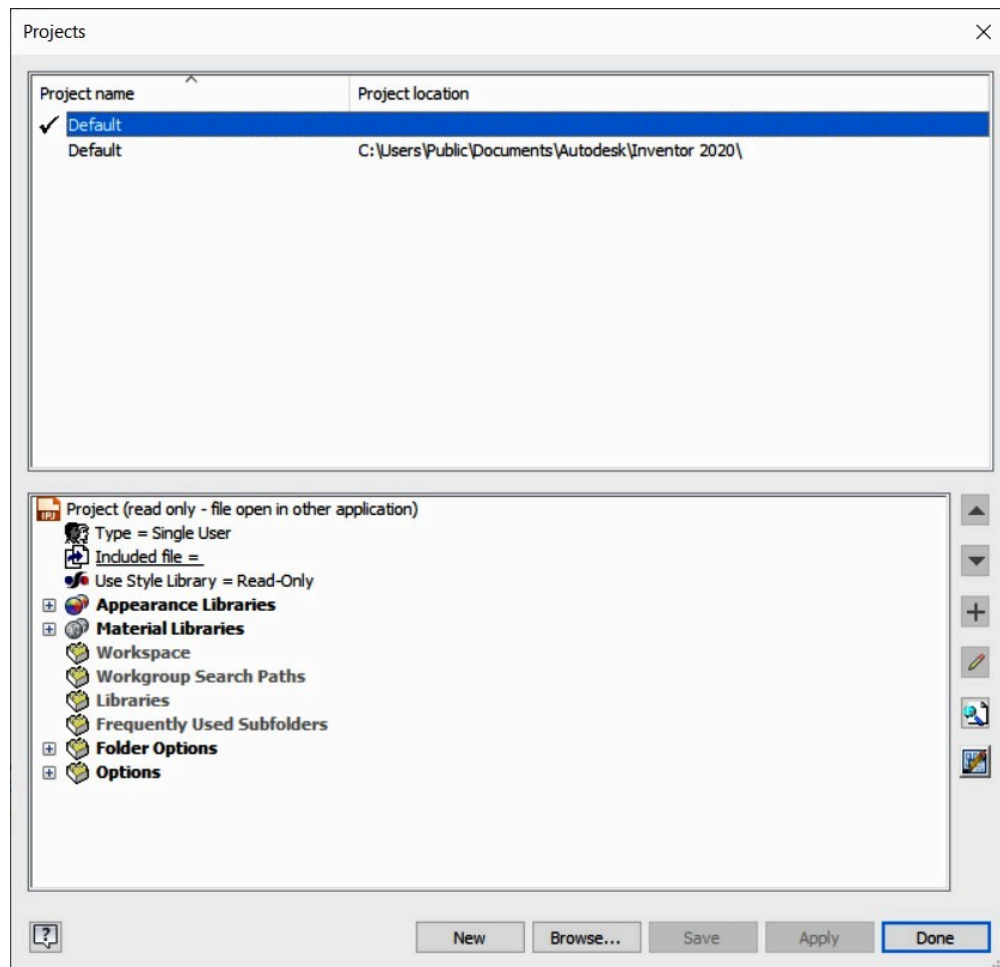 Projects
Project name Project location
Default
Default C:\Users\Public\Documents\Autodesk\Inventor 2020\
IPJ Project (read only - file open in other application)
Type = Single User
Included file =
Use Style Library = Read-Only
Appearance Libraries
Material Libraries
Workspace
Workgroup Search Paths
Libraries
Frequently Used Subfolders
Folder Options
Options
? New Browse... Save Apply Done